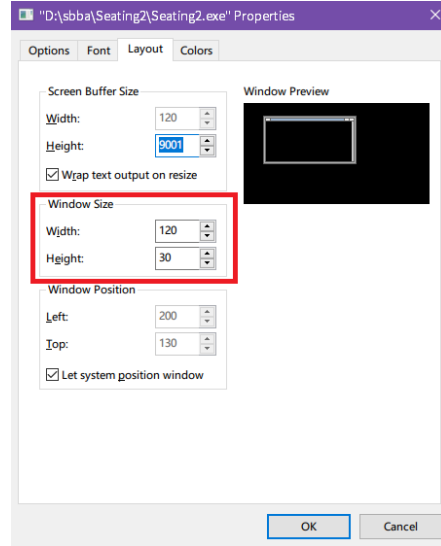 "D:\sbba\Seating2\Seating2.exe" Properties
Options Font Layout Colors
Screen Buffer Size
Width: 120
Height: 9001
Wrap text output on resize
Window Size
Width: 120
Height: 30
Window Position
Left: 200
Top: 130
Let system position window
Window Preview
OK Cancel